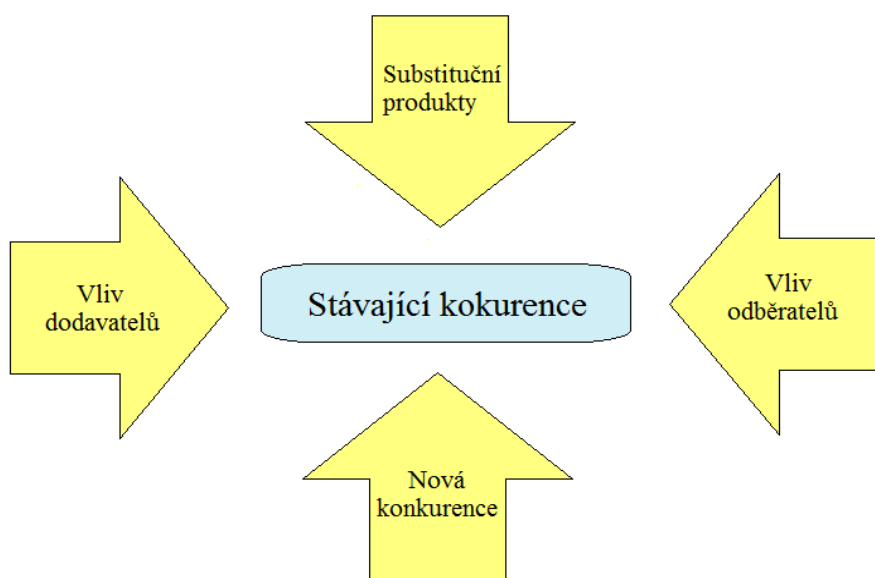 Substituční
produkty
Vliv
dodavatelů
Stávající kokurence
Vliv
odběratelů
Nová
konkurence